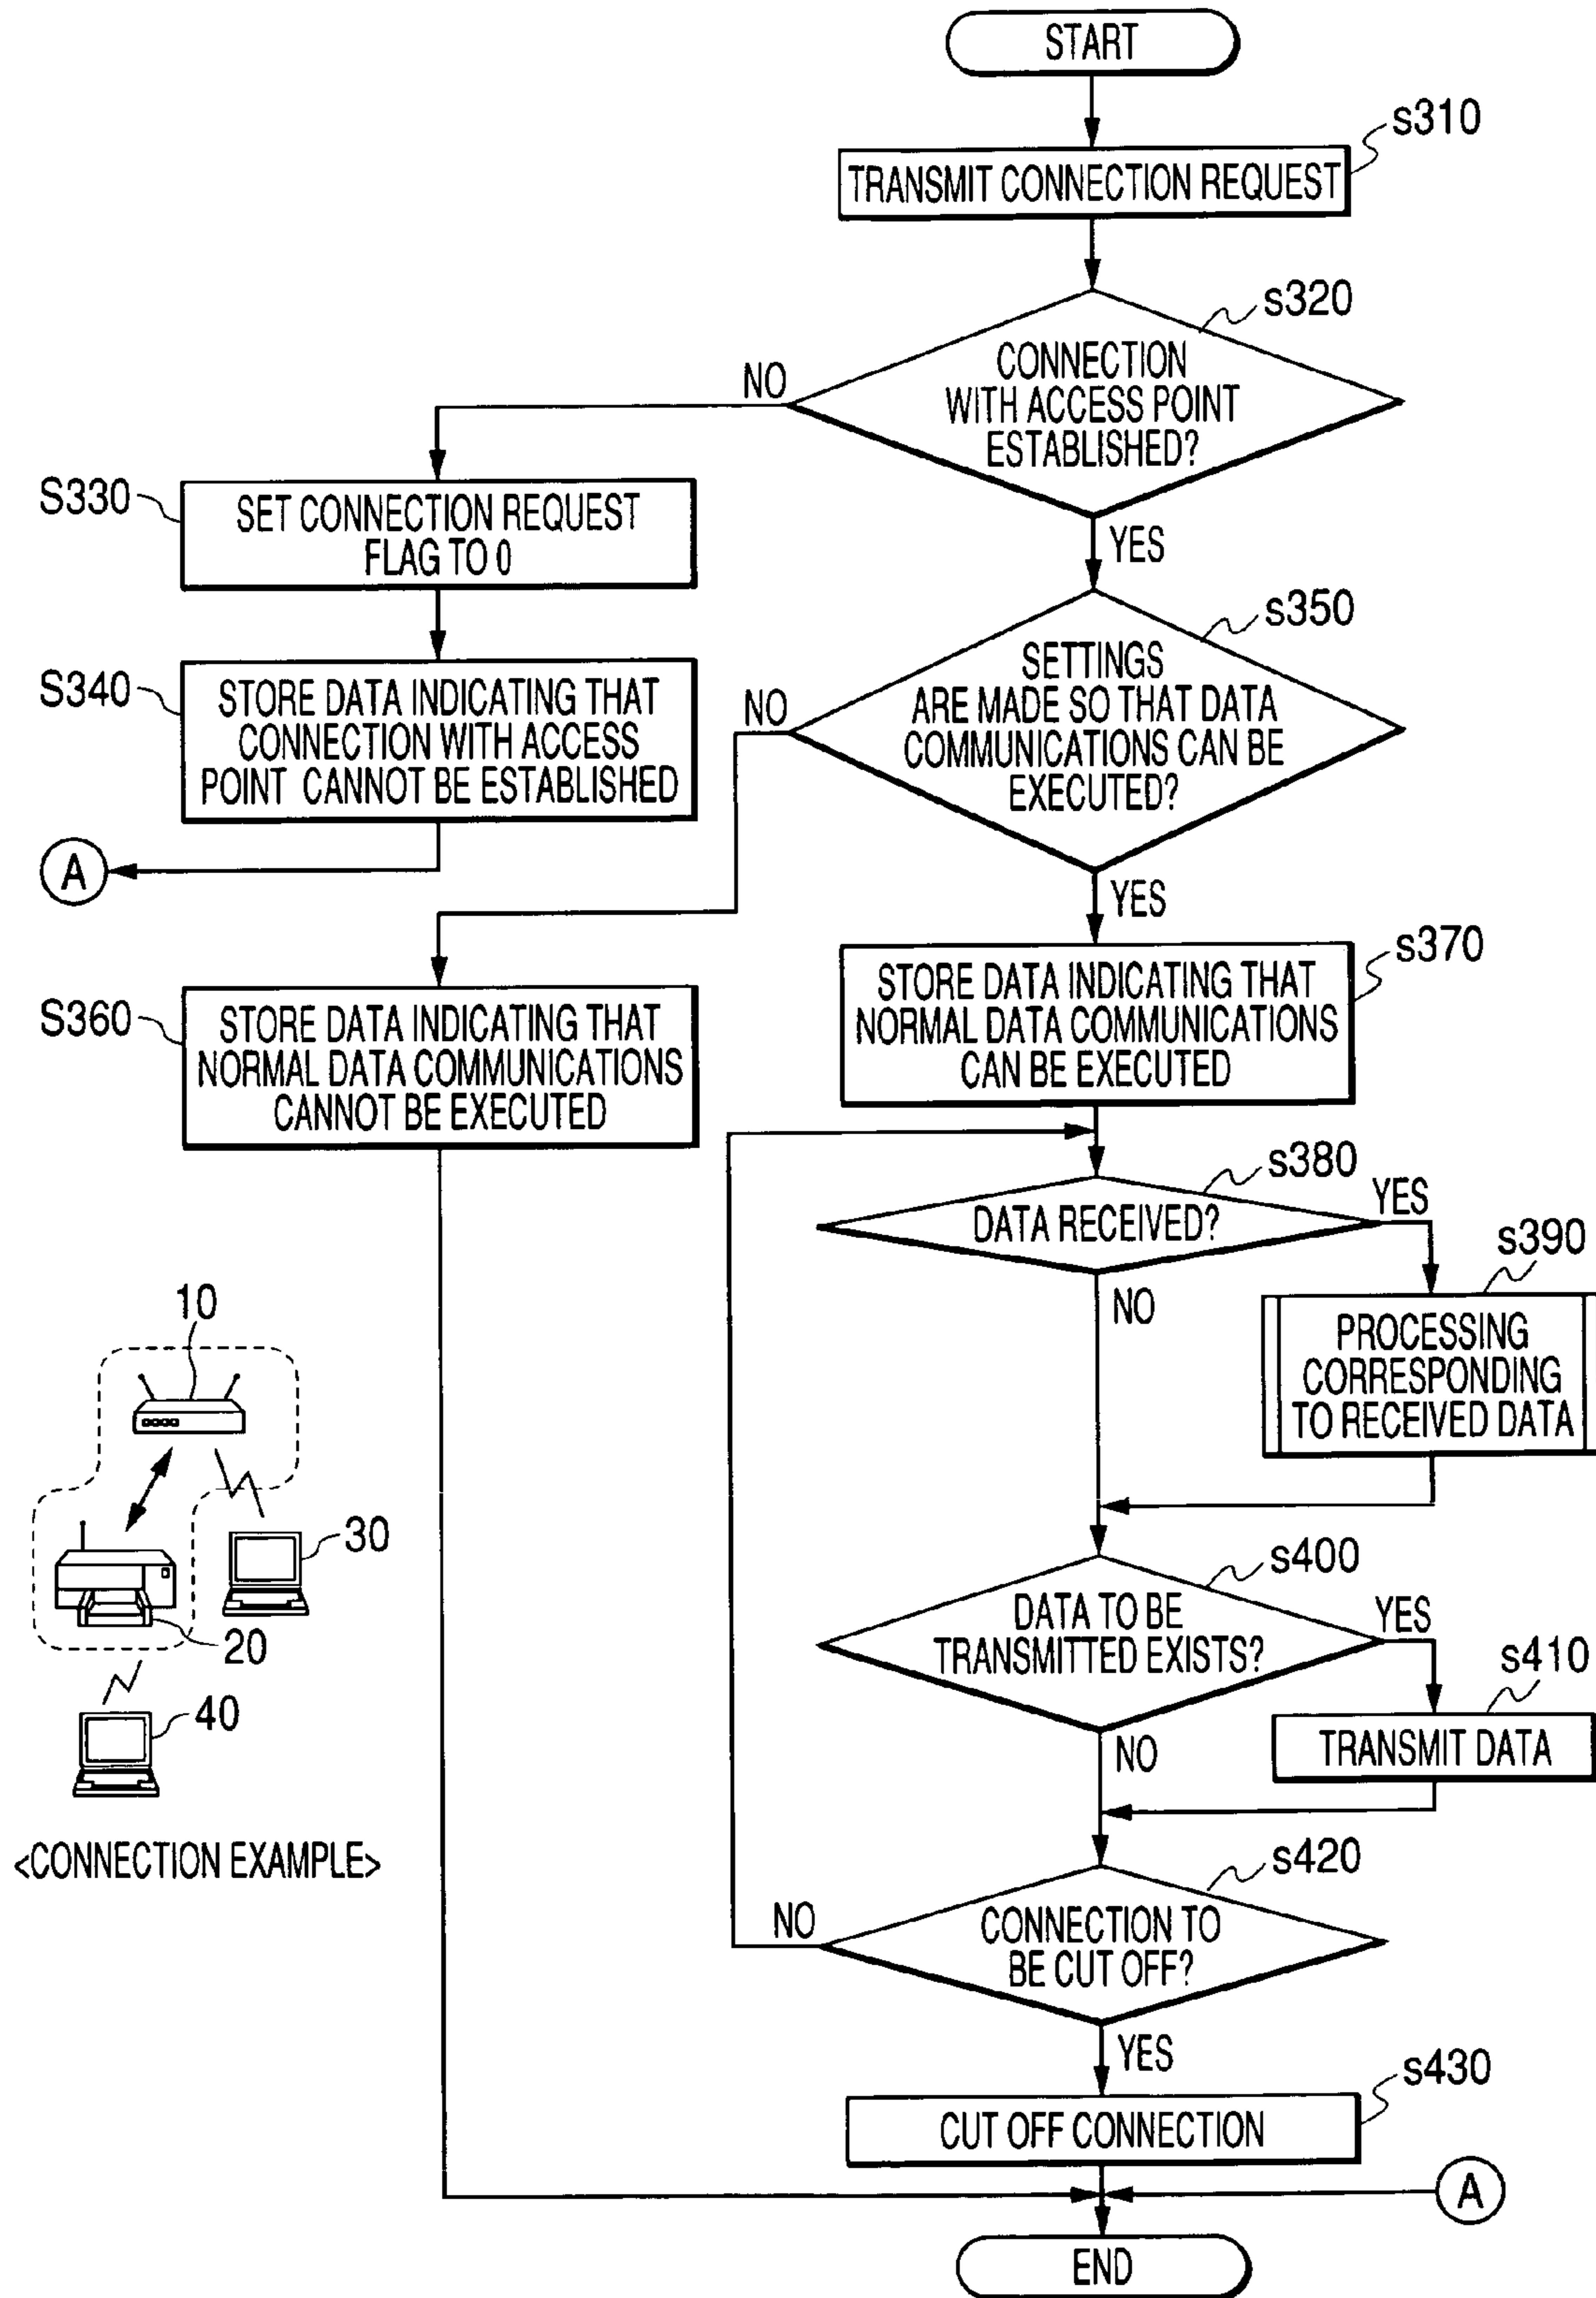 START
s310
TRANSMIT CONNECTION REQUEST
s320
CONNECTION
WITH ACCESS POINT
ESTABLISHED?
NO
YES
S330
SET CONNECTION REQUEST
FLAG TO 0
S340
STORE DATA INDICATING THAT
CONNECTION WITH ACCESS
POINT CANNOT BE ESTABLISHED
A
s350
SETTINGS
ARE MADE SO THAT DATA
COMMUNICATIONS CAN BE
EXECUTED?
NO
YES
S360
STORE DATA INDICATING THAT
NORMAL DATA COMMUNICATIONS
CANNOT BE EXECUTED
s370
STORE DATA INDICATING THAT
NORMAL DATA COMMUNICATIONS
CAN BE EXECUTED
s380
DATA RECEIVED?
YES
NO
s390
PROCESSING
CORRESPONDING
TO RECEIVED DATA
10
30
20
40
<CONNECTION EXAMPLE>
s400
DATA TO BE
TRANSMITTED EXISTS?
YES
NO
s410
TRANSMIT DATA
s420
CONNECTION TO
BE CUT OFF?
NO
YES
s430
CUT OFF CONNECTION
A
END